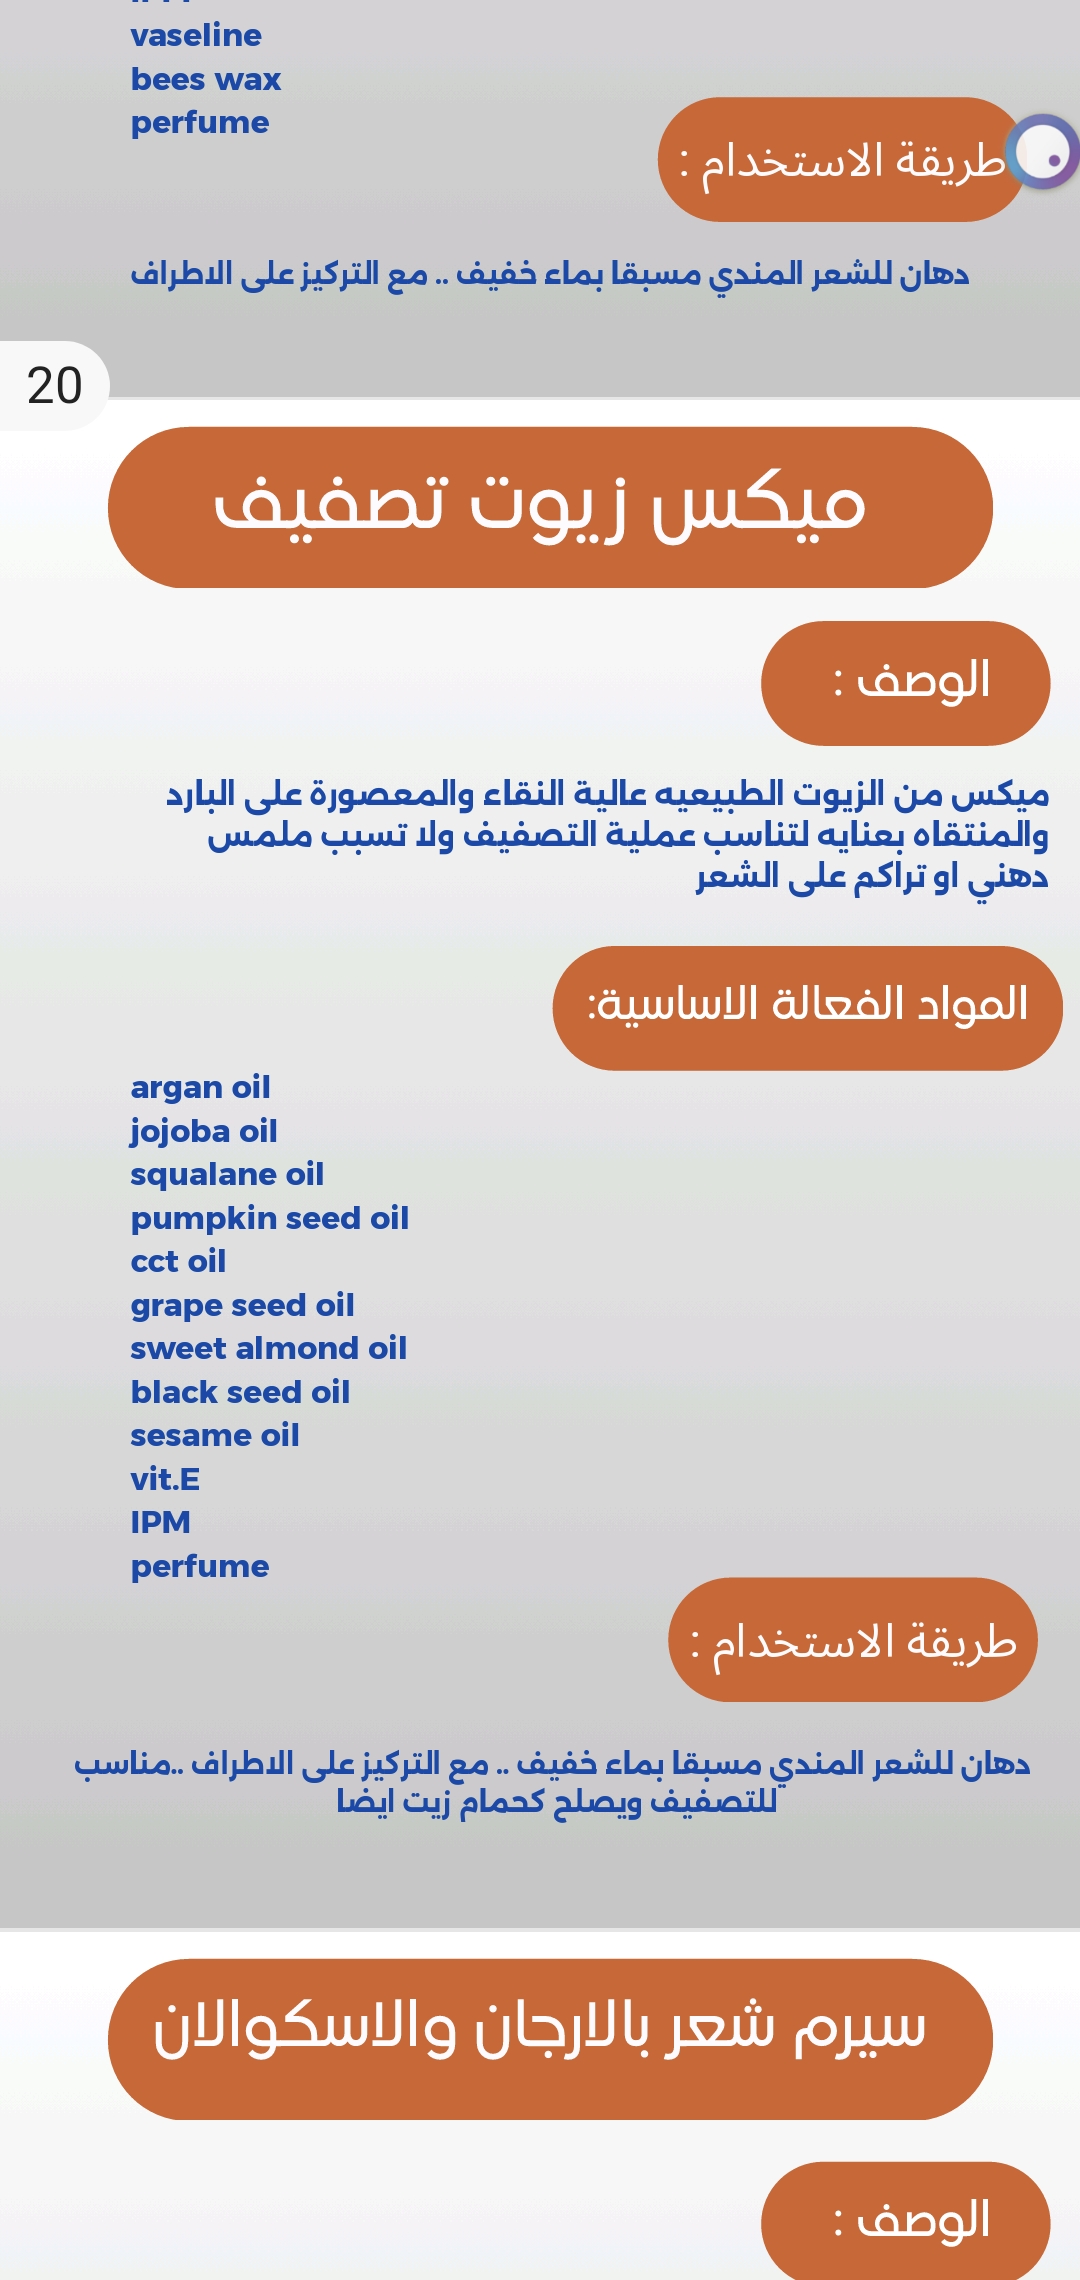 vaseline
bees wax
perfume
طريقة الاستخدام :
دهان للشعر المندي مسبقا بماء خفيف .. مع التركيز على الاطراف
20
ميكس زيوت تصفيف
الوصف :
ميكس من الزيوت الطبيعيه عالية النقاء والمعصورة على البارد
والمنتقاه بعنايه لتناسب عملية التصفيف ولا تسبب ملمس
دهني او تراكم على الشعر
المواد الفعالة الاساسية:
argan oil
jojoba oil
squalane oil
pumpkin seed oil
cct oil
grape seed oil
sweet almond oil
black seed oil
sesame oil
vit.E
IPM
perfume
طريقة الاستخدام :
دهان للشعر المندي مسبقا بماء خفيف .. مع التركيز على الاطراف ..مناسب
للتصفيف ويصلح كحمام زيت ايضا
سيرم شعر بالارجان والاسكوالان
الوصف :